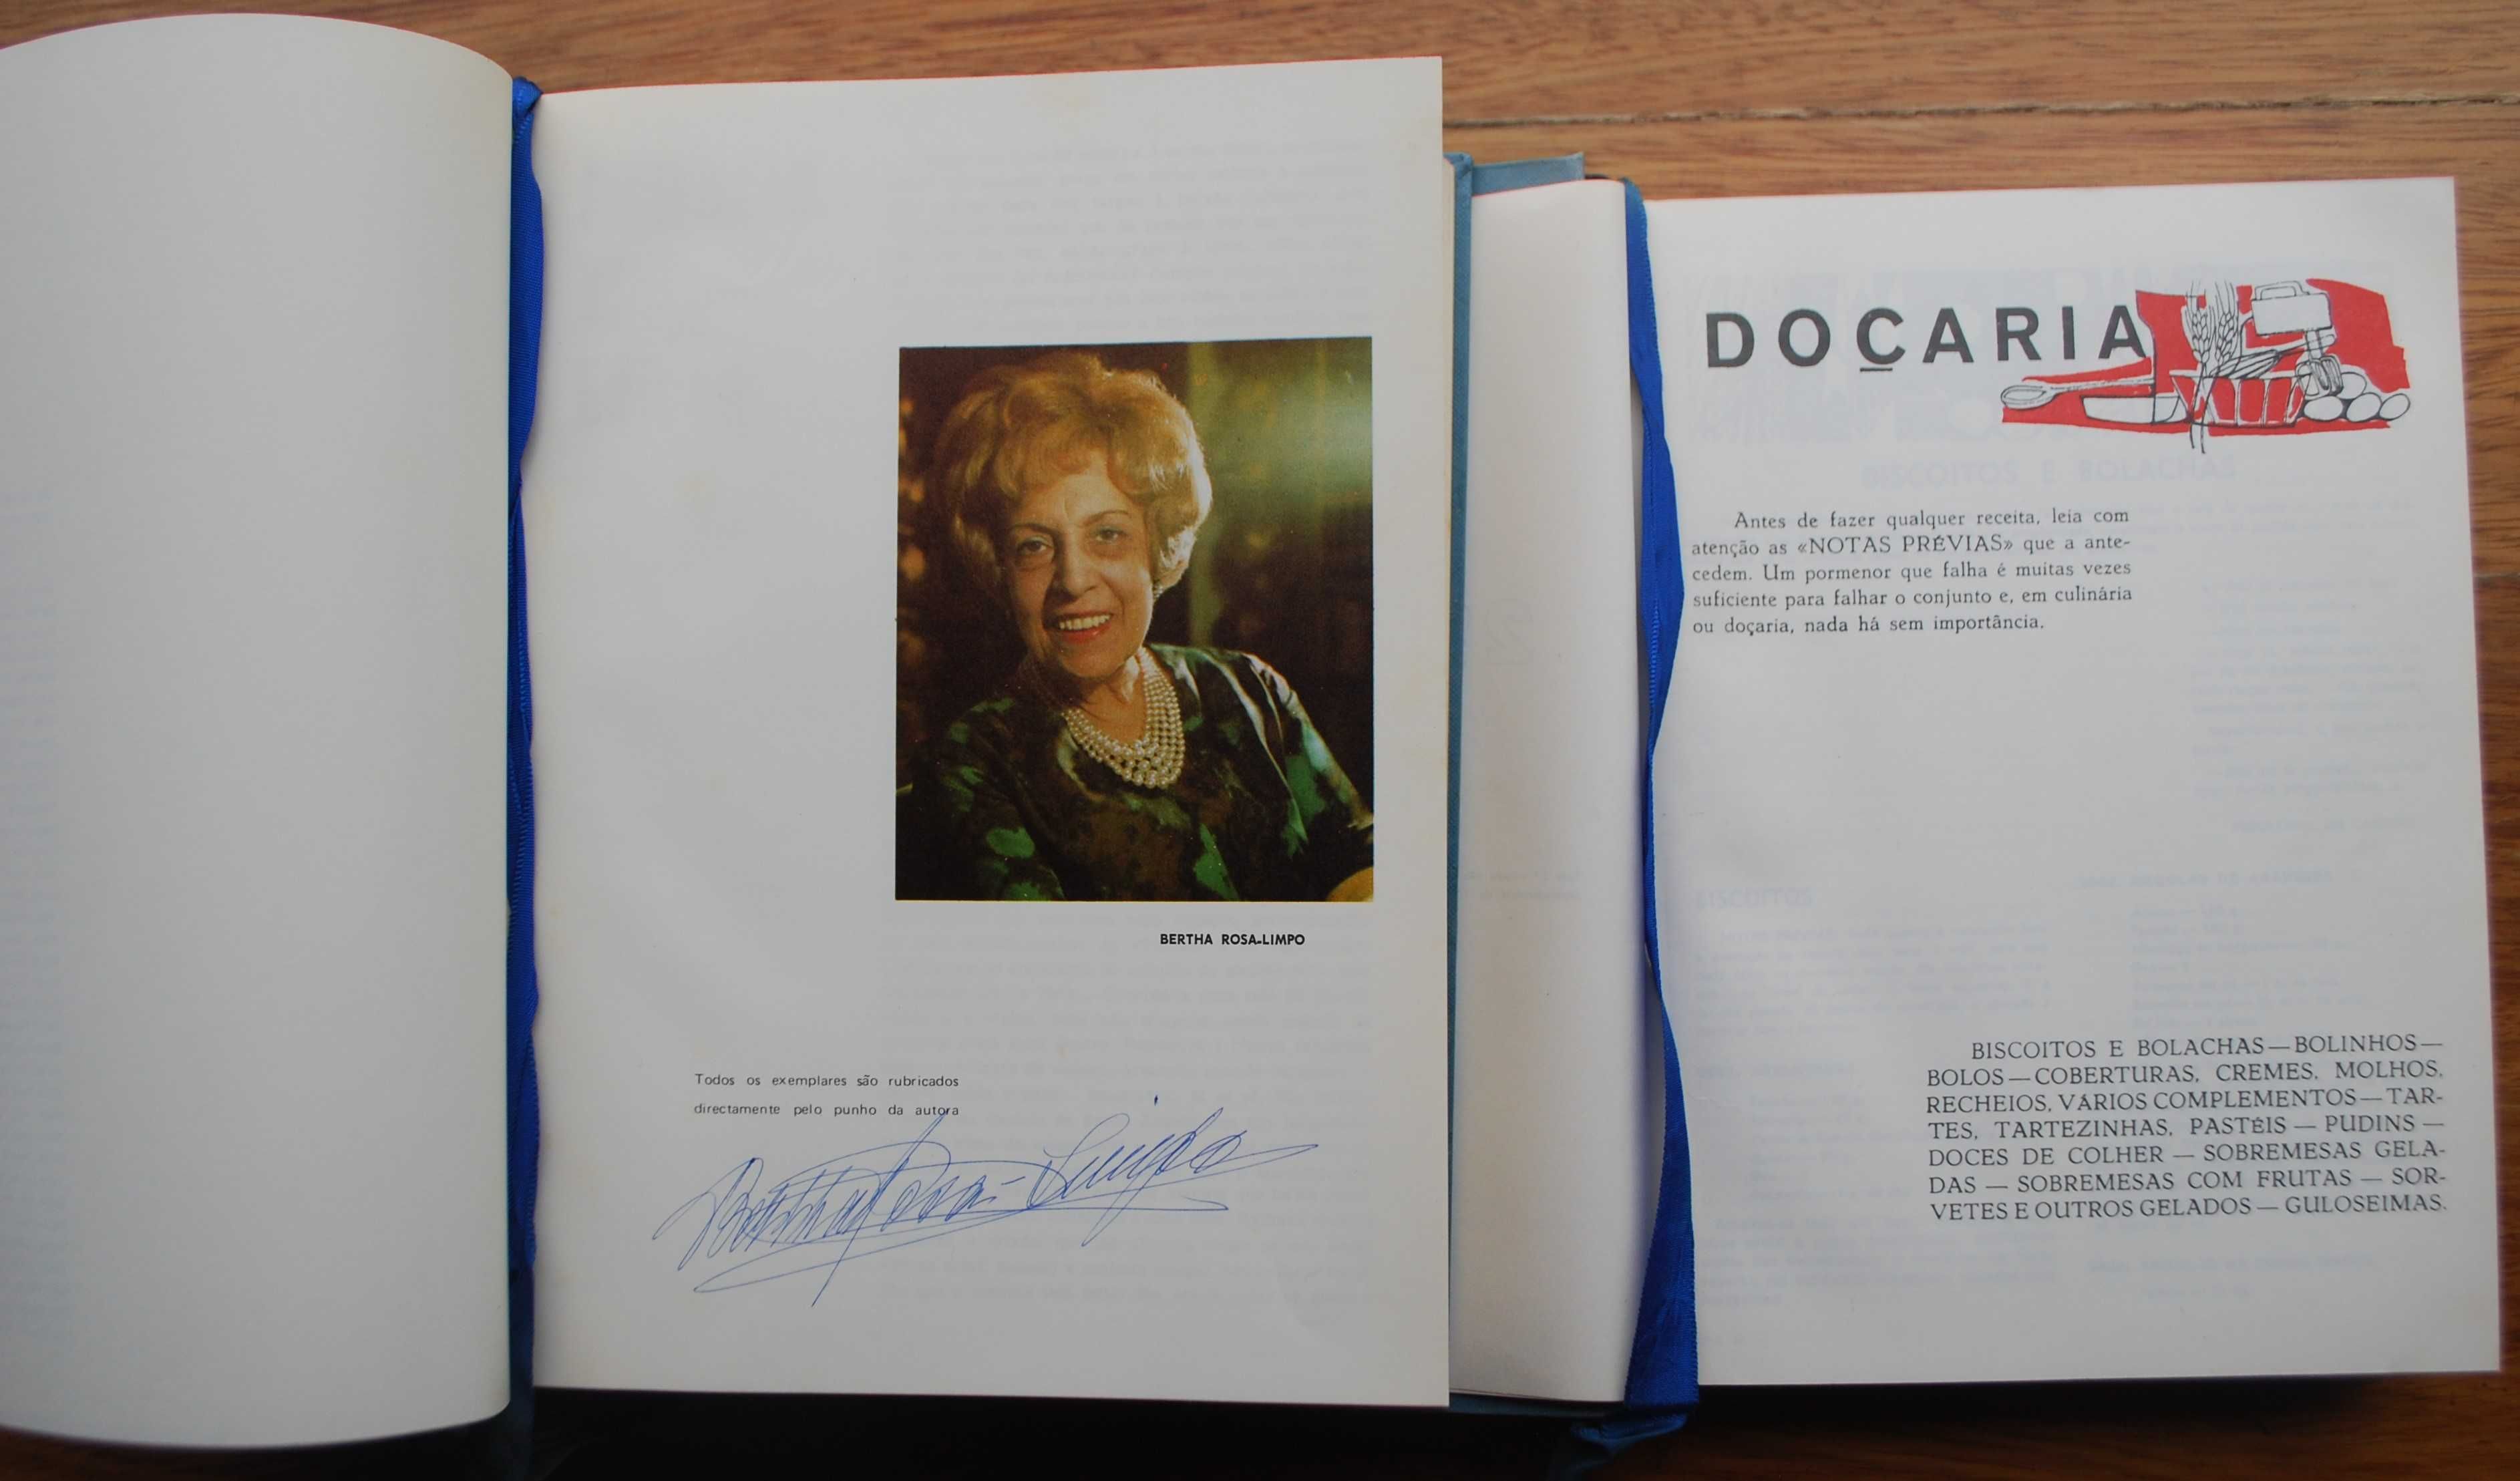 BERTHA ROSA-LIMPO
Todos os exemplares são rubricados
directamente pelo punho da autora
Bertha Rosa-Limpo
DOÇARIA
Antes de fazer qualquer receita, leia com
atenção as «NOTAS PRÉVIAS» que a ante-
cedem. Um pormenor que falha é muitas vezes
suficiente para falhar o conjunto e, em culinária
ou doçaria, nada há sem importância.
BISCOITOS E BOLACHAS — BOLINHOS —
BOLOS — COBERTURAS, CREMES, MOLHOS,
RECHEIOS, VÁRIOS COMPLEMENTOS — TAR-
TES, TARTEZINHAS, PASTÉIS — PUDINS —
DOCES DE COLHER — SOBREMESAS GELA-
DAS — SOBREMESAS COM FRUTAS — SOR-
VETES E OUTROS GELADOS — GULOSEIMAS.